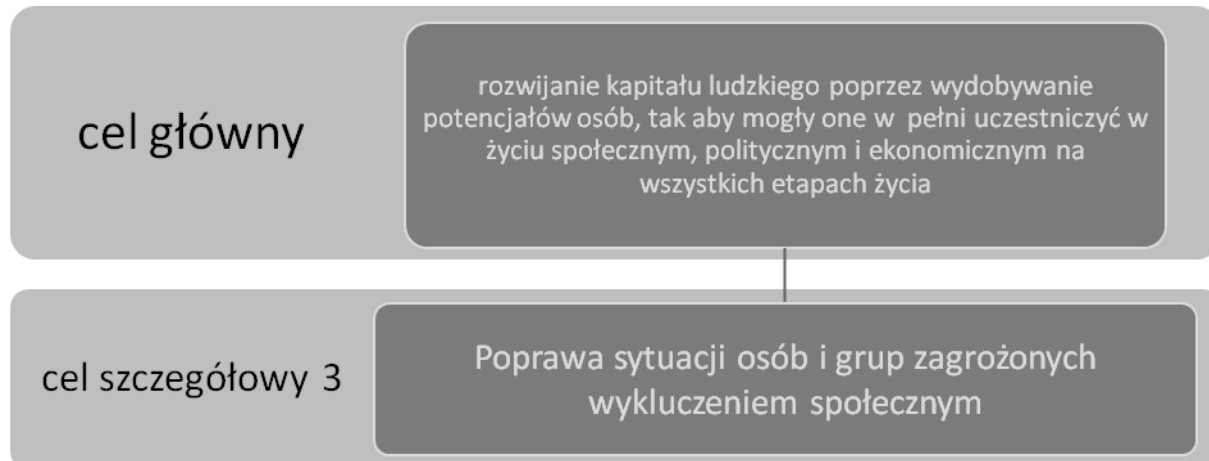 cel główny
rozwijanie kapitału ludzkiego poprzez wydobywanie
potencjałów osób, tak aby mogły one w pełni uczestniczyć w
życiu społecznym, politycznym i ekonomicznym na
wszystkich etapach życia
cel szczegółowy 3
Poprawa sytuacji osób i grup zagrożonych
wykluczeniem społecznym